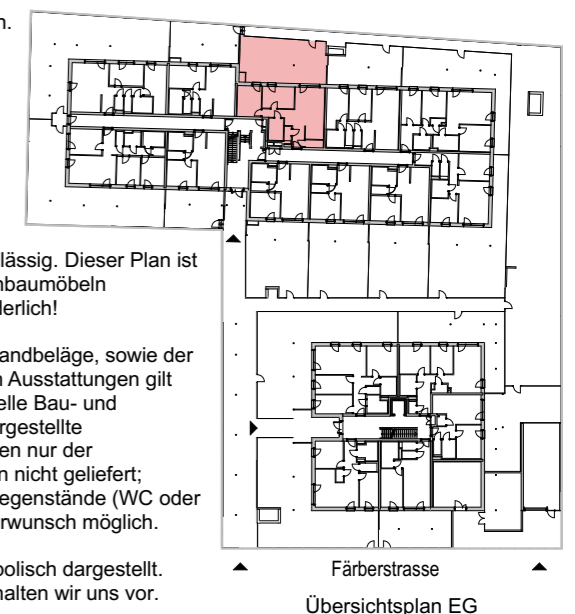 n.
lässig. Dieser Plan ist
nbaumöbeln
derlich!
andbeläge, sowie der
n Ausstattungen gilt
elle Bau- und
rgestellte
en nur der
n nicht geliefert;
egenstände (WC oder
rwunsch möglich.
bolisch dargestellt.
halten wir uns vor.
Färberstrasse
Übersichtsplan EG